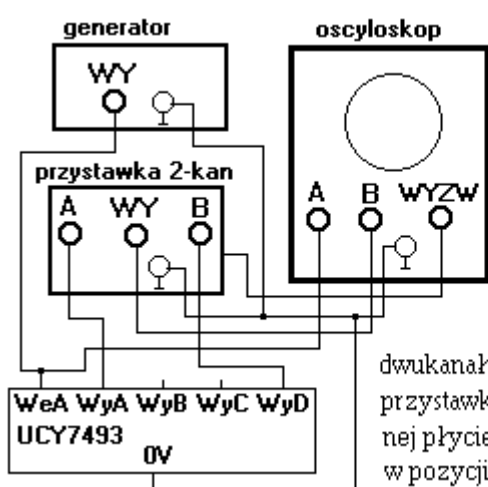 generator
oscyloskop
WY
przystawka 2-kan
A WY B
A B WYZW
WeA WyA WyB WyC WyD
UCY7493
0V
dwukanał
przystawk
nej płycie
w pozycji